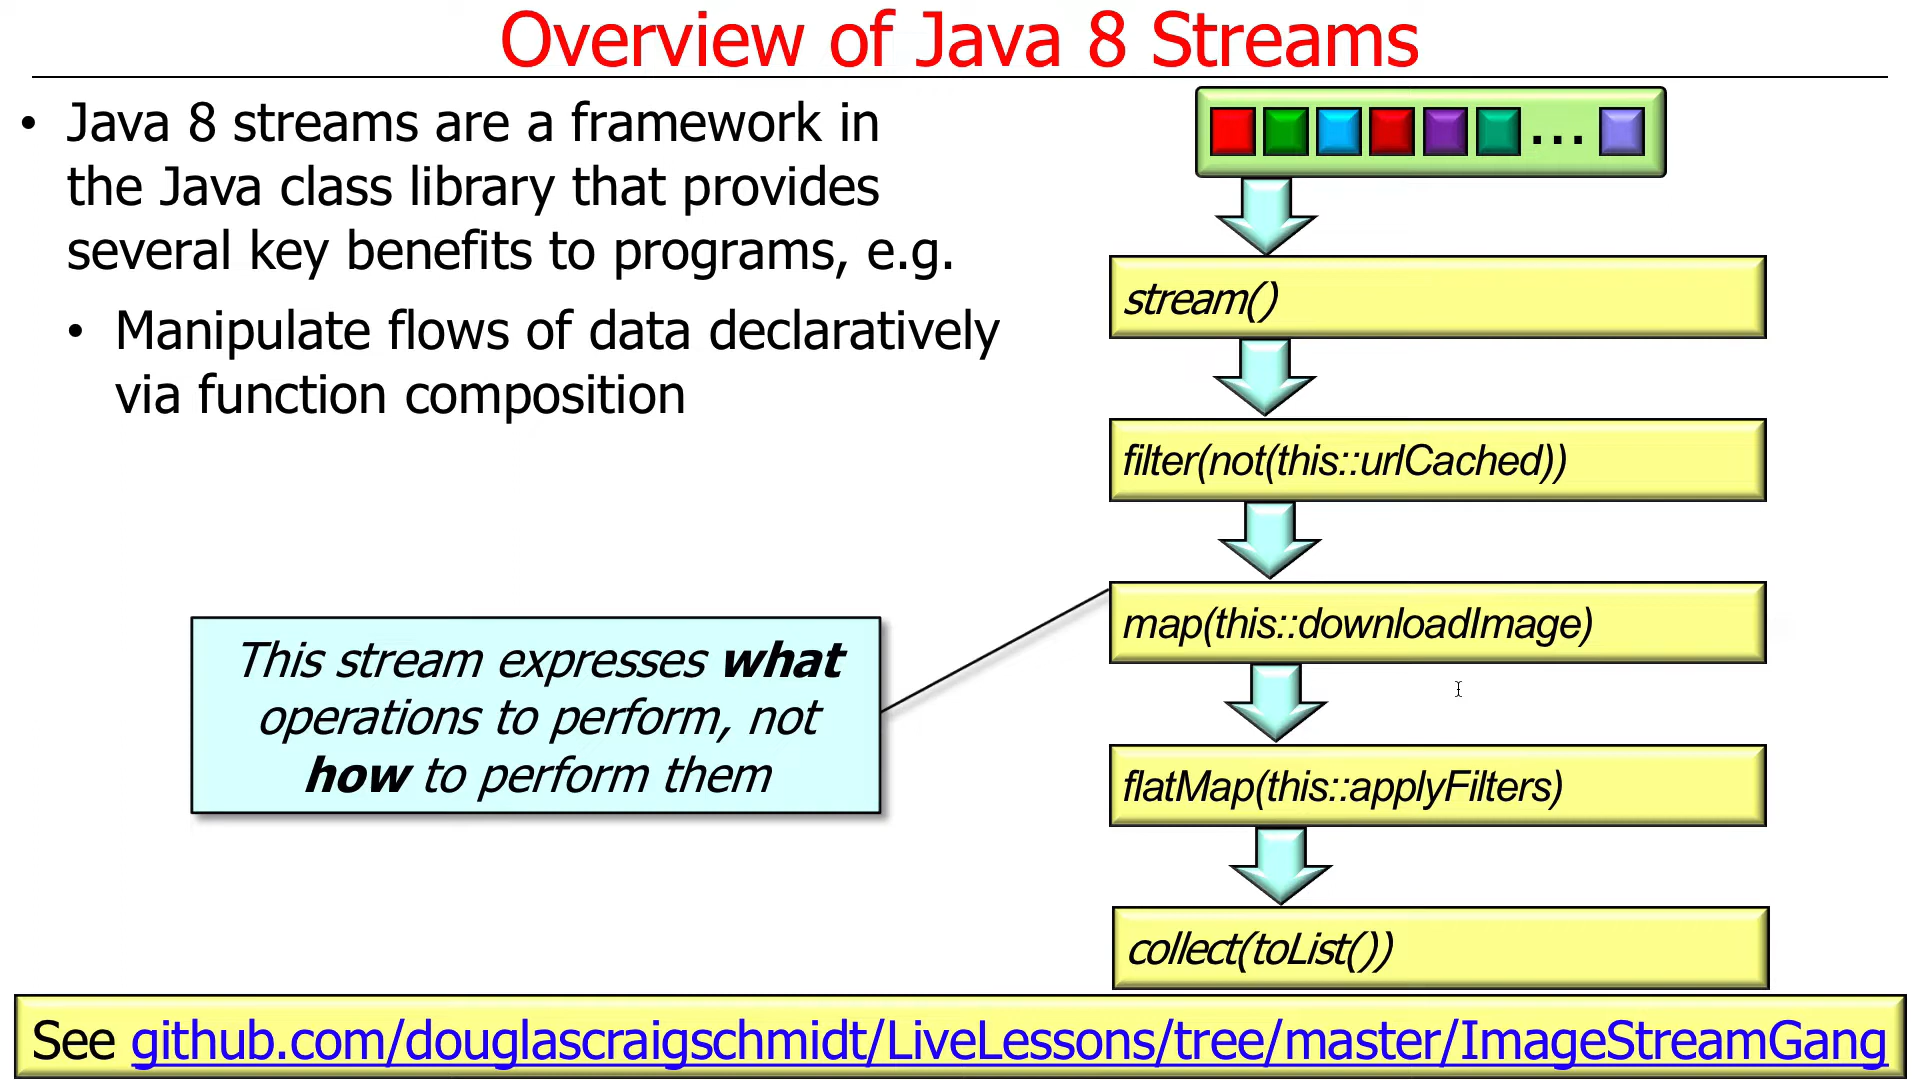 Overview of Java 8 Streams
• Java 8 streams are a framework in
the Java class library that provides
several key benefits to programs, e.g.
• Manipulate flows of data declaratively
via function composition
...
stream()
filter(not(this::urlCached))
map(this::downloadImage)
flatMap(this::applyFilters)
collect(toList())
This stream expresses what
operations to perform, not
how to perform them
See github.com/douglascraigschmidt/LiveLessons/tree/master/ImageStreamGang